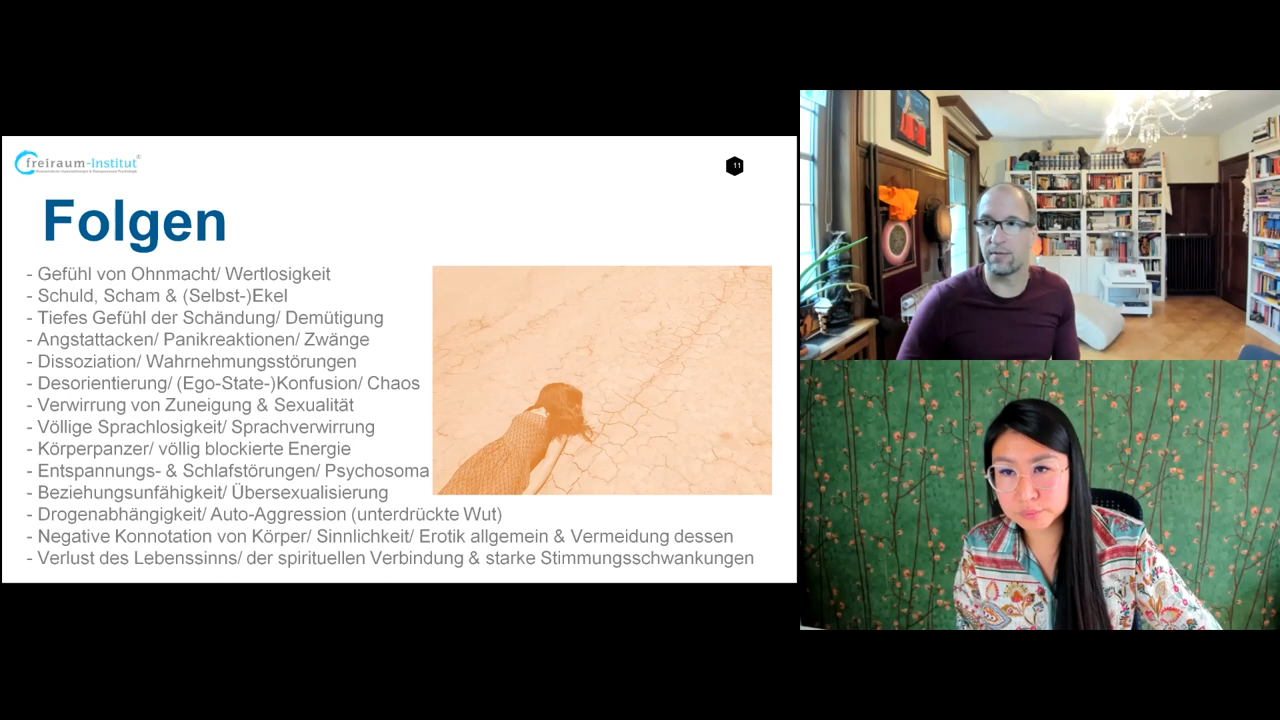 freiraum-Institut
11
Folgen
- Gefühl von Ohnmacht/ Wertlosigkeit
- Schuld, Scham & (Selbst-)Ekel
- Tiefes Gefühl der Schändung/ Demütigung
- Angstattacken/ Panikreaktionen/ Zwänge
- Dissoziation/ Wahrnehmungsstörungen
- Desorientierung/ (Ego-State-)Konfusion/ Chaos
- Verwirrung von Zuneigung & Sexualität
- Völlige Sprachlosigkeit/ Sprachverwirrung
- Körperpanzer/ völlig blockierte Energie
- Entspannungs- & Schlafstörungen/ Psychosoma
- Beziehungsunfähigkeit/ Übersexualisierung
- Drogenabhängigkeit/ Auto-Aggression (unterdrückte Wut)
- Negative Konnotation von Körper/ Sinnlichkeit/ Erotik allgemein & Vermeidung dessen
- Verlust des Lebenssinns/ der spirituellen Verbindung & starke Stimmungsschwankungen